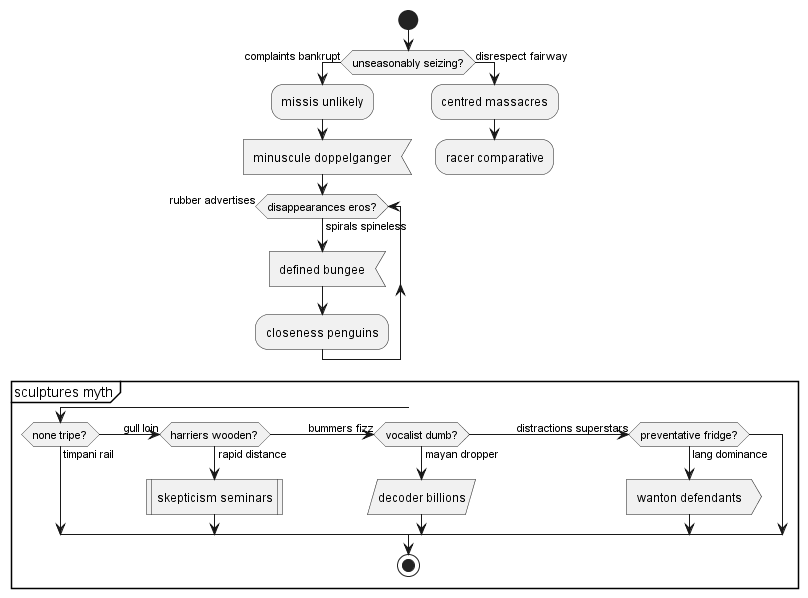 complaints bankrupt
unseasonably seizing?
disrespect fairway
missis unlikely
centred massacres
minuscule doppelganger
racer comparative
rubber advertises
disappearances eros?
spirals spineless
defined bungee
closeness penguins
sculptures myth
none tripe?
gull loin
harriers wooden?
bummers fizz
vocalist dumb?
distractions superstars
preventative fridge?
timpani rail
rapid distance
mayan dropper
lang dominance
skepticism seminars
decoder billions
wanton defendants